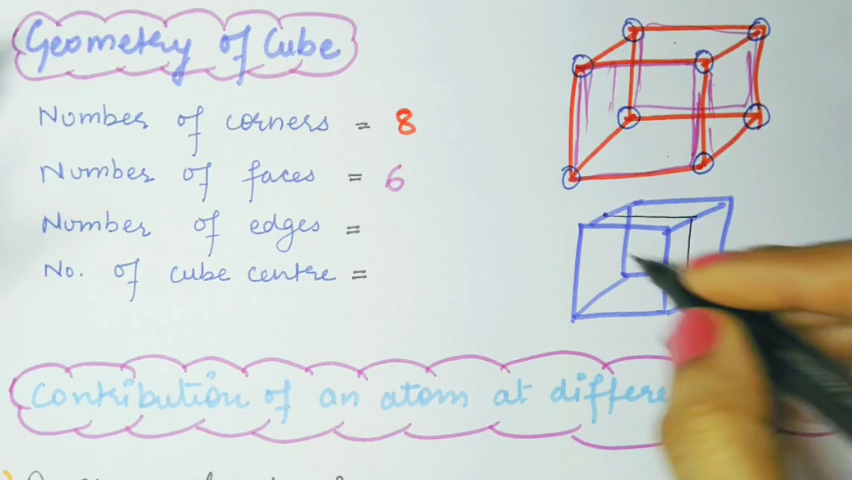 Geometry of Cube
Number of corners = 8
Number of faces = 6
Number of edges =
No. of cube centre =
Contribution of an atom at